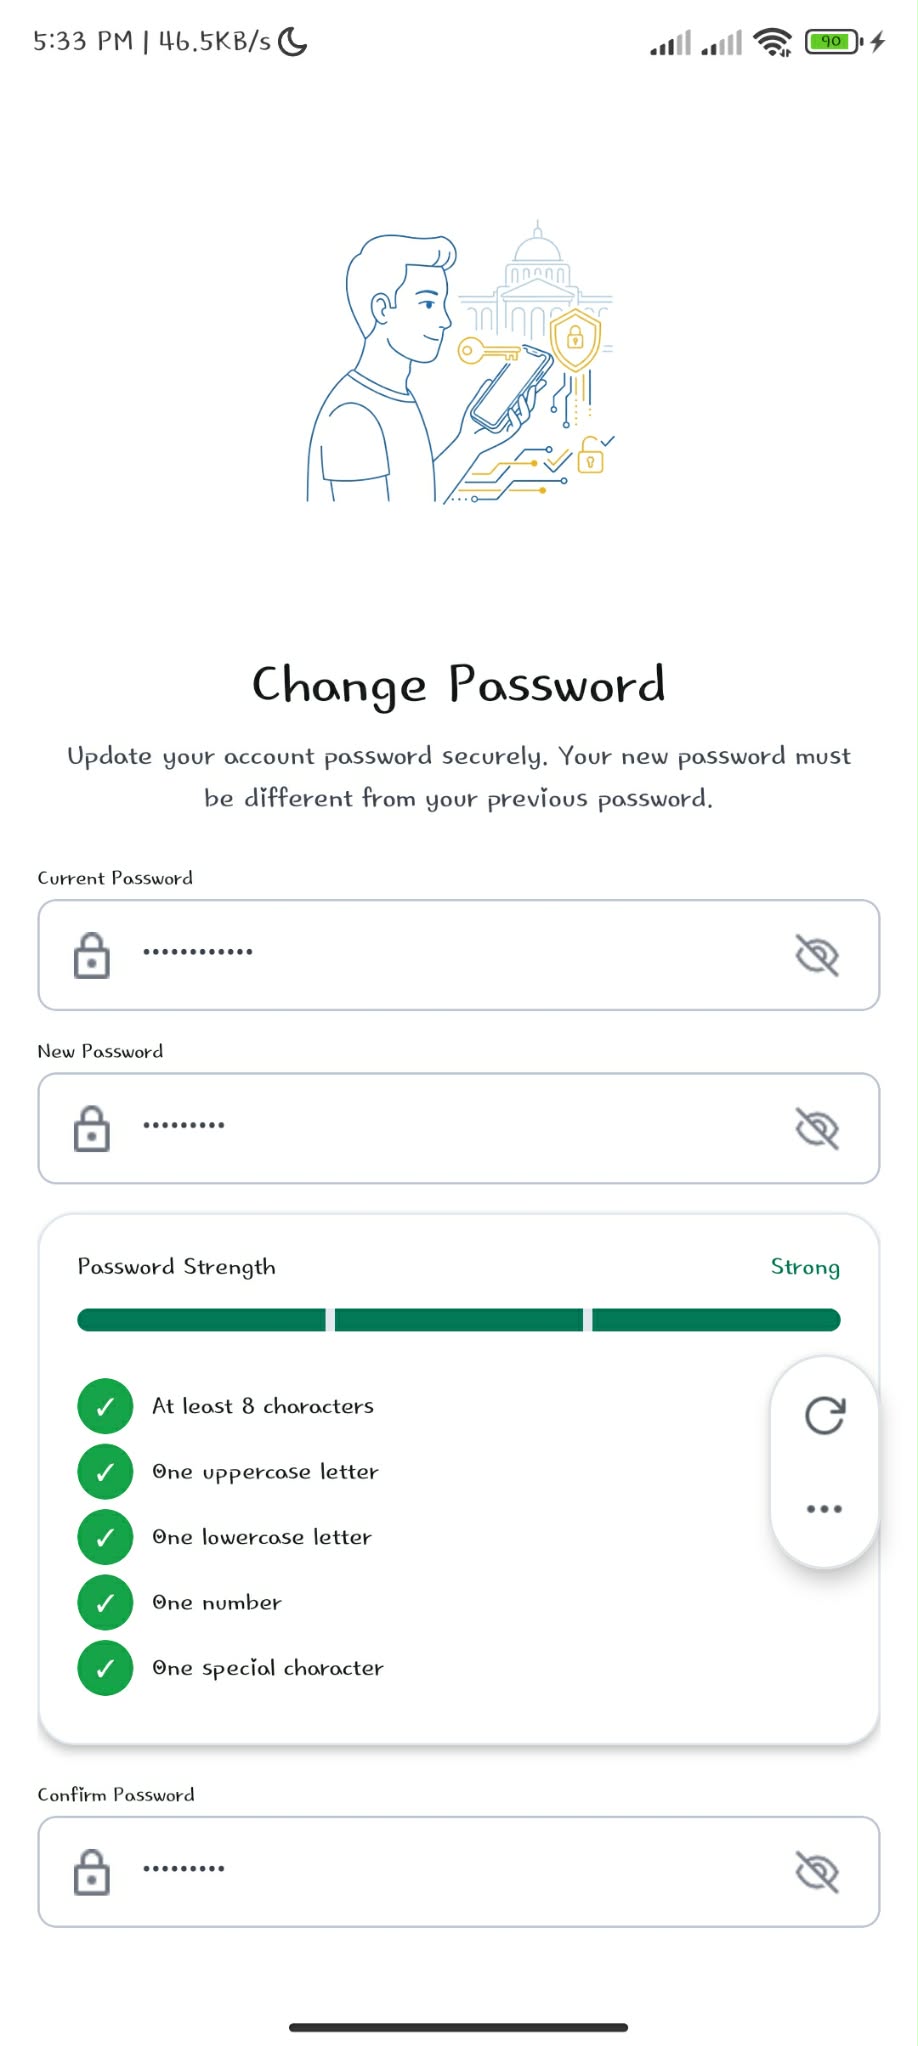 5:33 PM | 46.5KB/s
90
Change Password
Update your account password securely. Your new password must
be different from your previous password.
Current Password
••••••••••••
New Password
•••••••••
Password Strength
Strong
✓ At least 8 characters
✓ One uppercase letter
✓ One lowercase letter
✓ One number
✓ One special character
Confirm Password
•••••••••